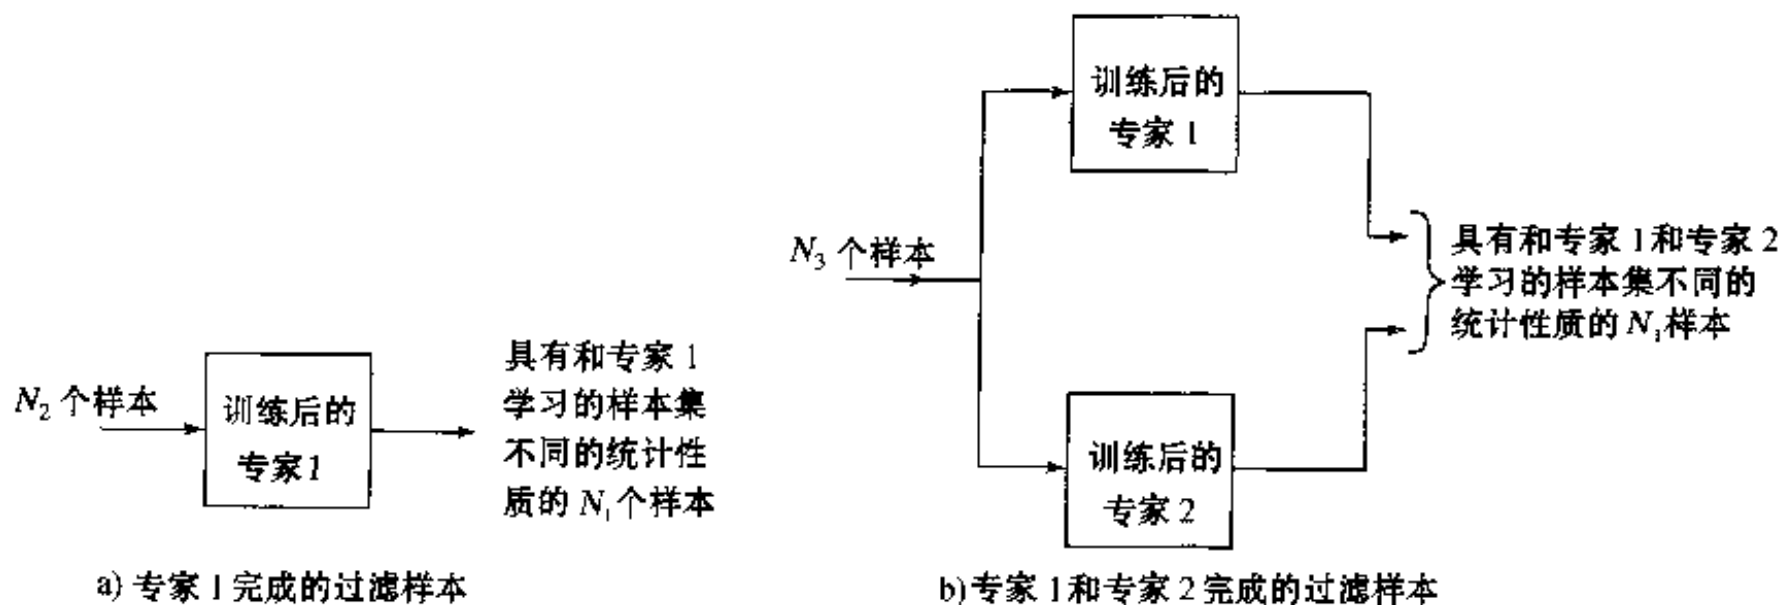 N₂ 个样本
训练后的
专家1
具有和专家 1
学习的样本集
不同的统计性
质的 N₁ 个样本
a) 专家 1 完成的过滤样本
N₃ 个样本
训练后的
专家 1
训练后的
专家 2
具有和专家 1 和专家 2
学习的样本集不同的
统计性质的 N₁ 样本
b) 专家 1 和专家 2 完成的过滤样本